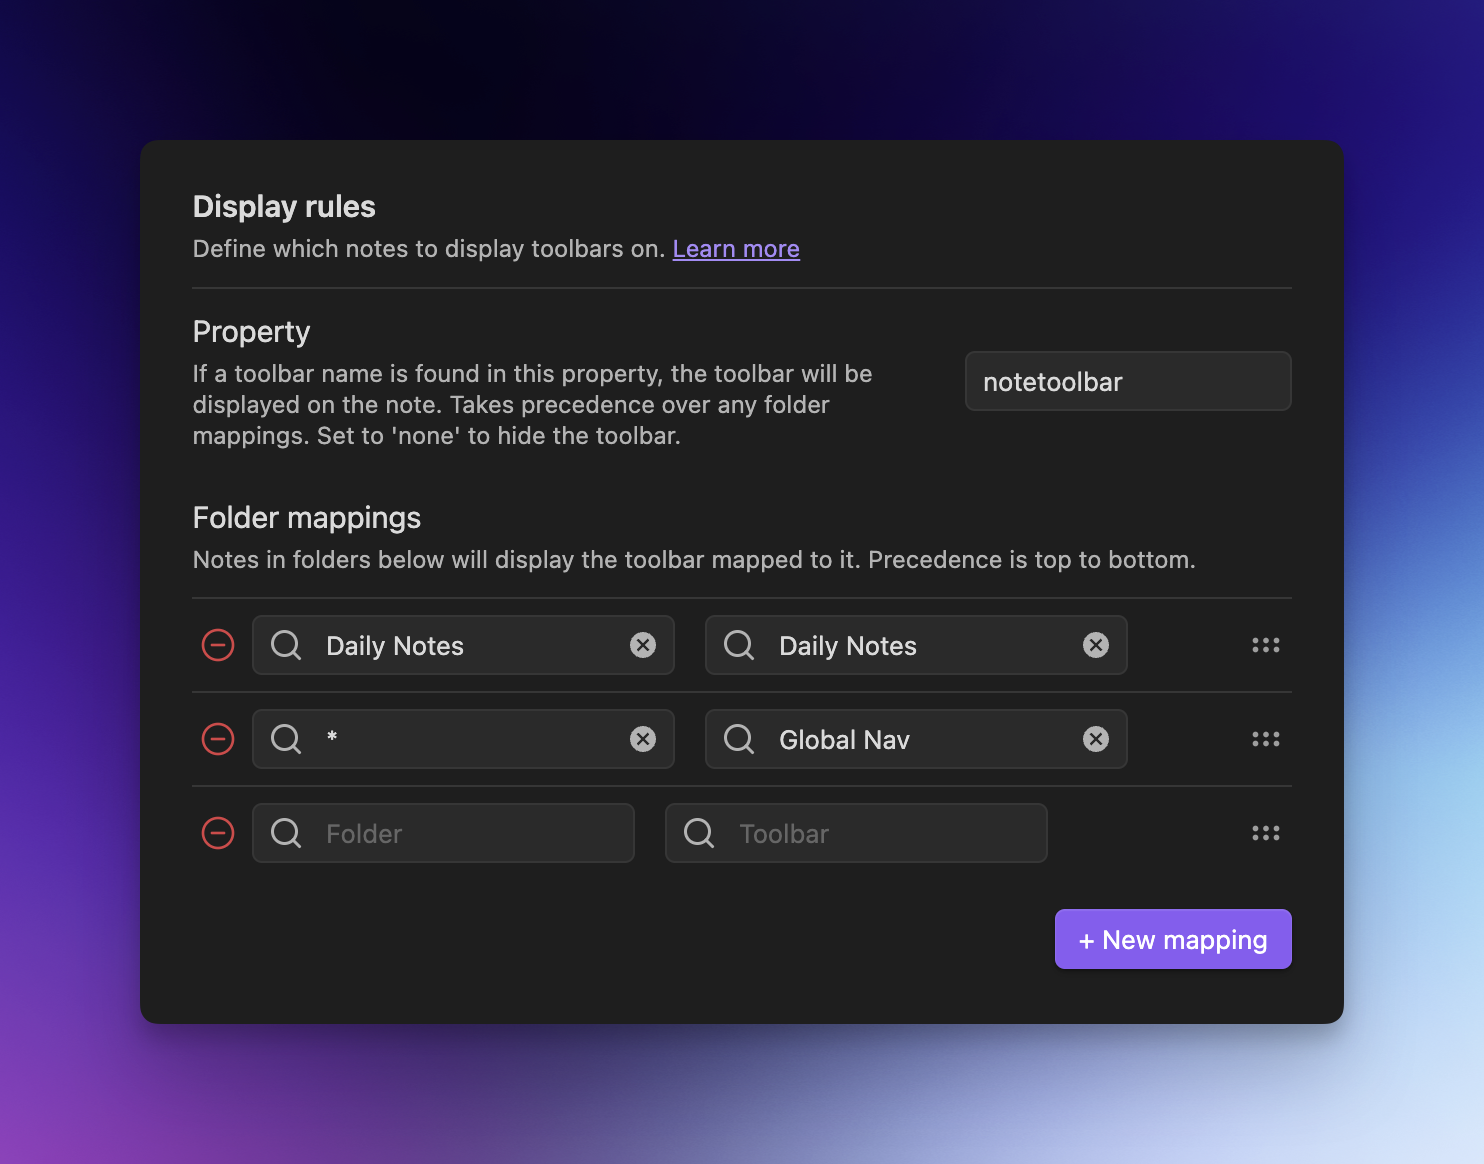 Display rules
Define which notes to display toolbars on. Learn more
Property
If a toolbar name is found in this property, the toolbar will be
displayed on the note. Takes precedence over any folder
mappings. Set to 'none' to hide the toolbar.
notetoolbar
Folder mappings
Notes in folders below will display the toolbar mapped to it. Precedence is top to bottom.
Daily Notes Daily Notes
* Global Nav
Folder Toolbar
+ New mapping